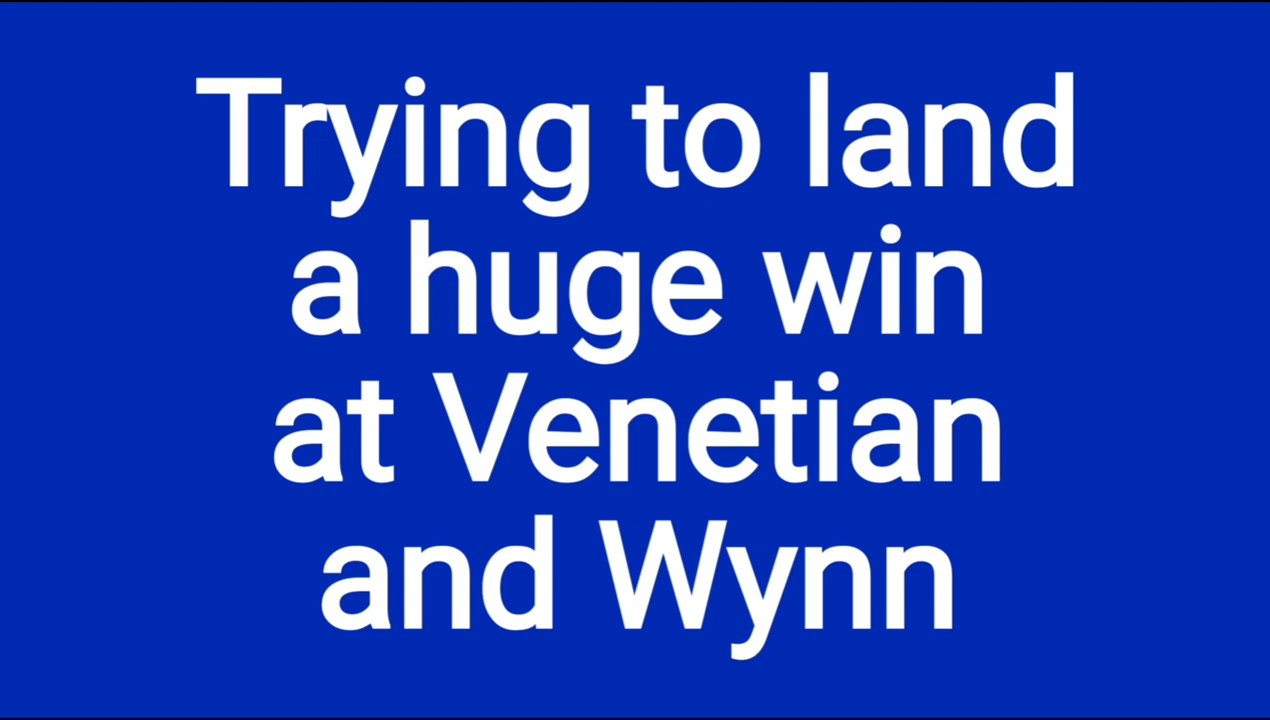 Trying to land
a huge win
at Venetian
and Wynn